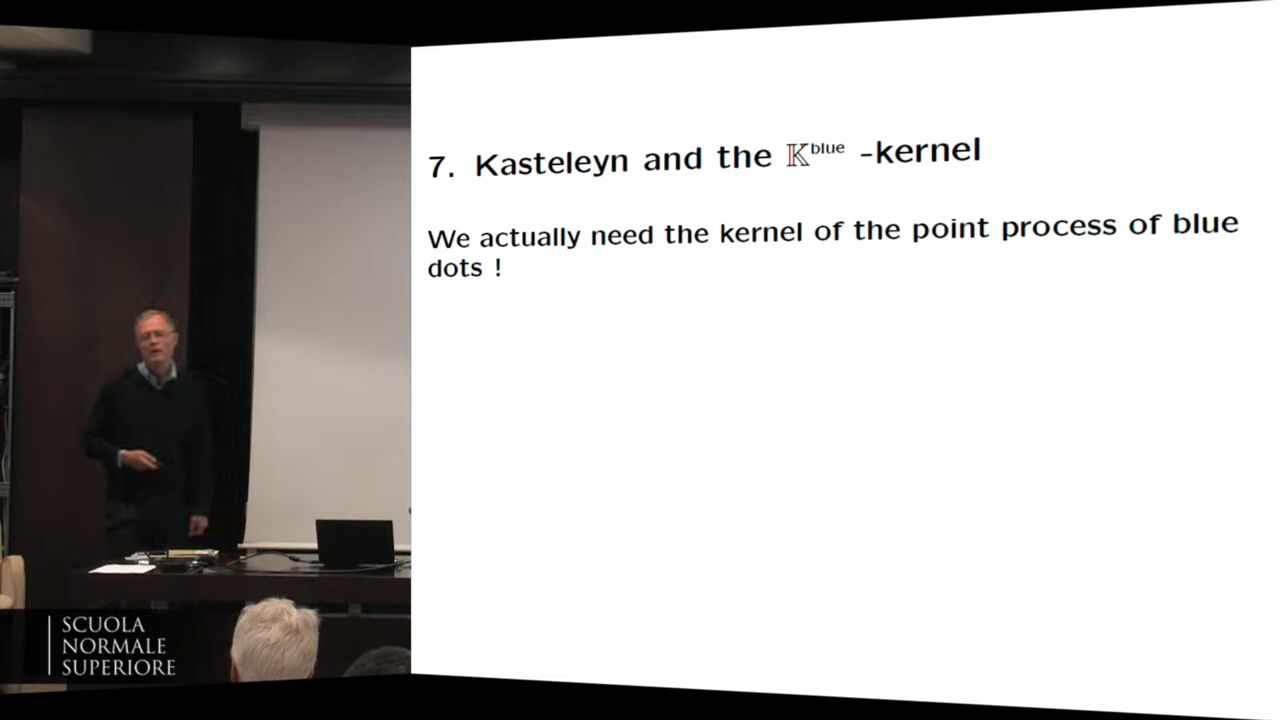 7. Kasteleyn and the 𝕂^blue -kernel
We actually need the kernel of the point process of blue
dots !
SCUOLA
NORMALE
SUPERIORE